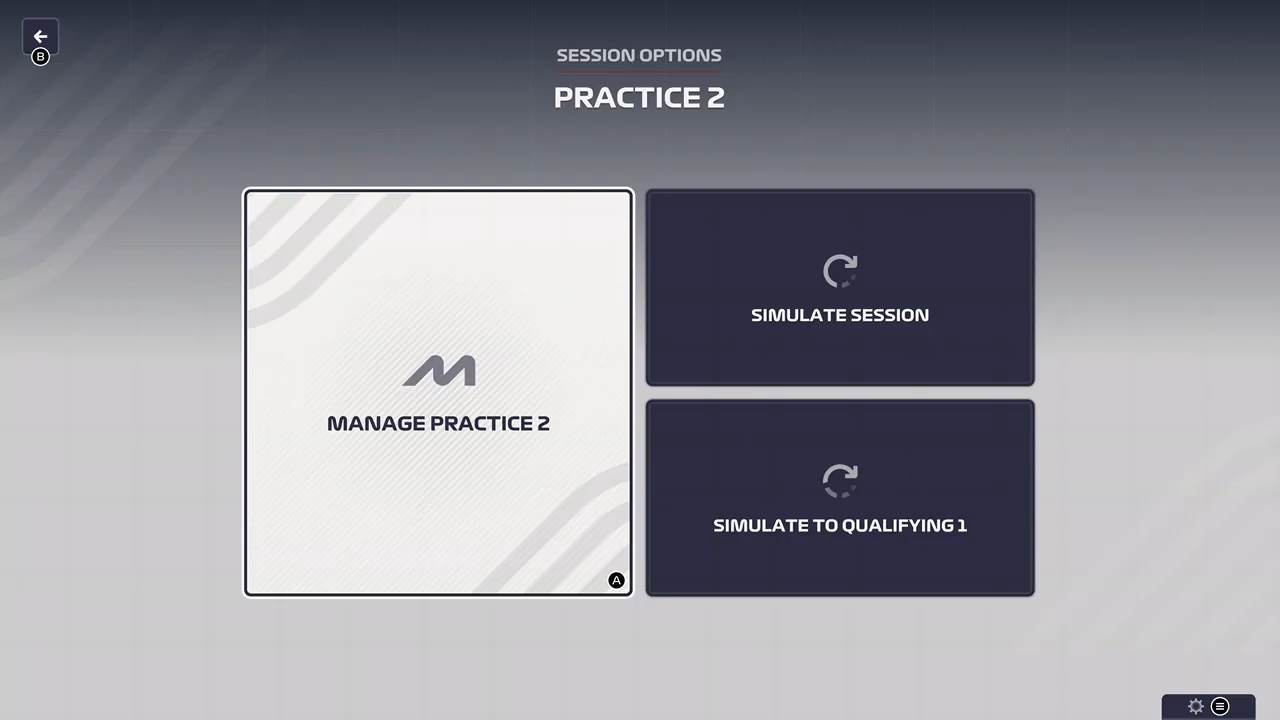 B
SESSION OPTIONS
PRACTICE 2
MANAGE PRACTICE 2
A
SIMULATE SESSION
SIMULATE TO QUALIFYING 1